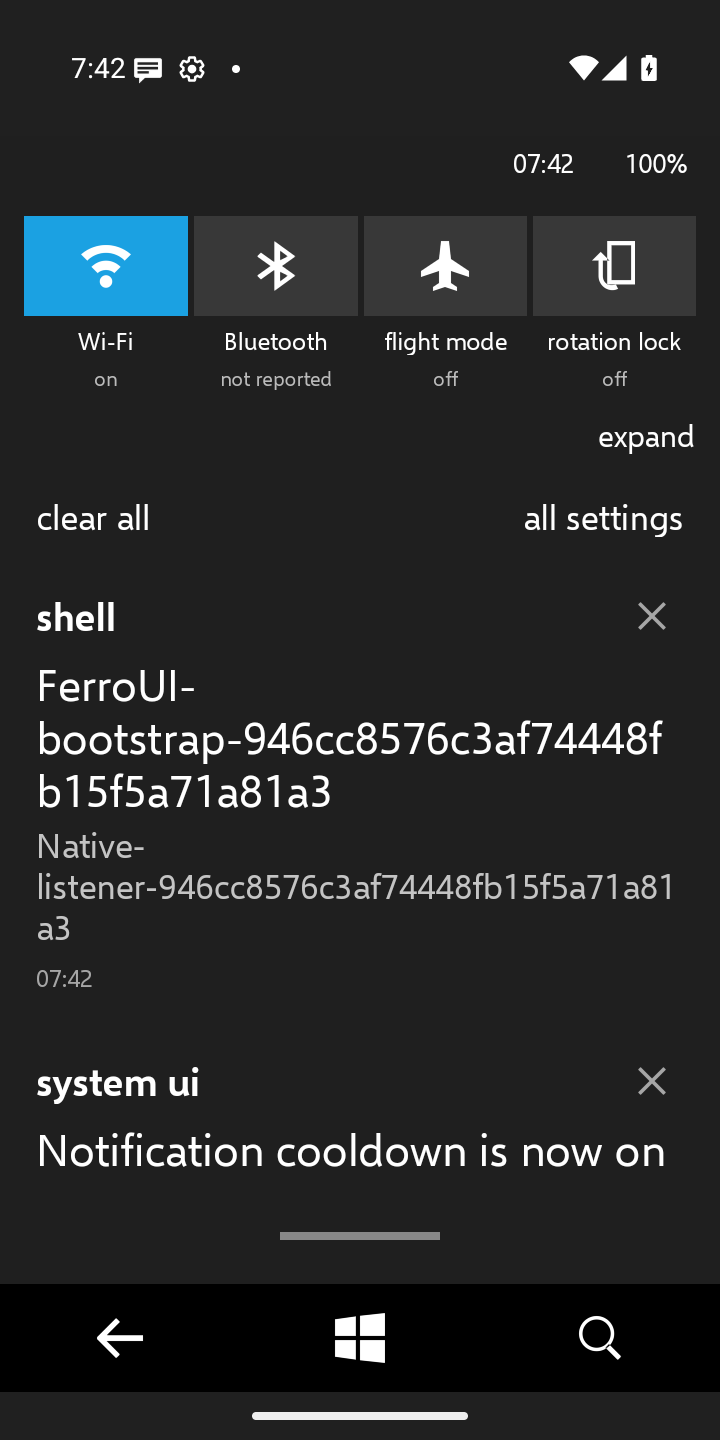 7:42
07:42 100%
Wi-Fi Bluetooth flight mode rotation lock
on not reported off off
expand
clear all all settings
shell
FerroUI-
bootstrap-946cc8576c3af74448f
b15f5a71a81a3
Native-
listener-946cc8576c3af74448fb15f5a71a81
a3
07:42
system ui
Notification cooldown is now on